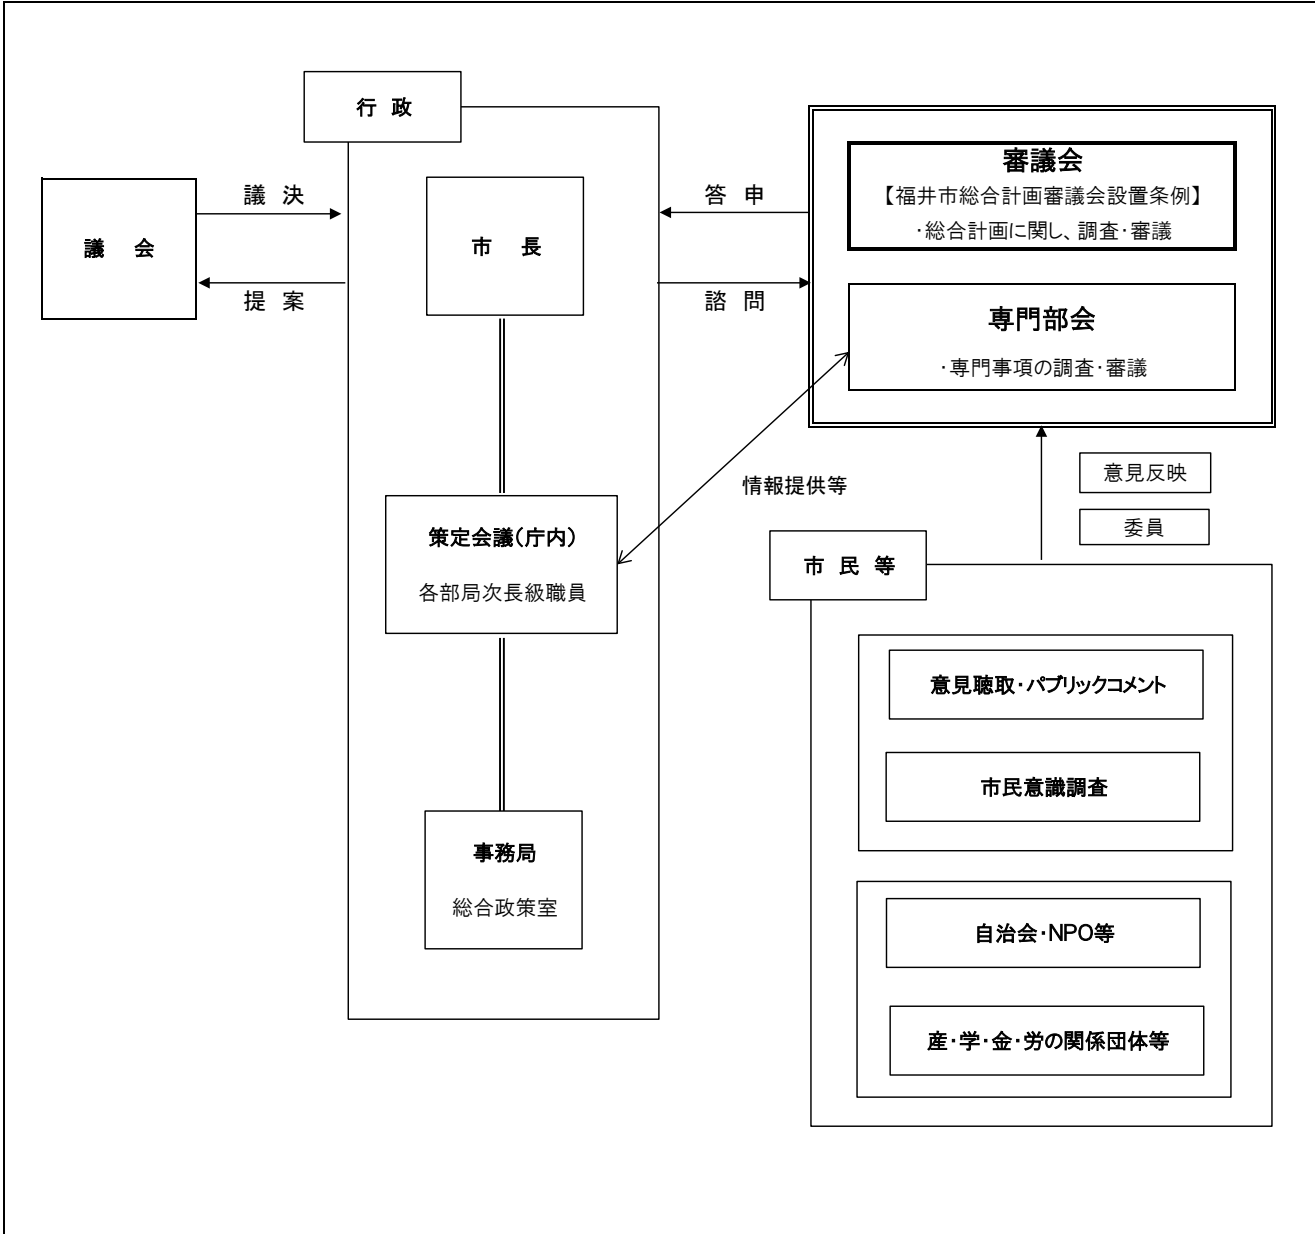 行 政
議 会
議 決
提 案
市 長
答 申
諮 問
審議会
【福井市総合計画審議会設置条例】
・総合計画に関し、調査・審議
専門部会
・専門事項の調査・審議
情報提供等
策定会議(庁内)
各部局次長級職員
事務局
総合政策室
意見反映
委員
市 民 等
意見聴取・パブリックコメント
市民意識調査
自治会・NPO等
産・学・金・労の関係団体等